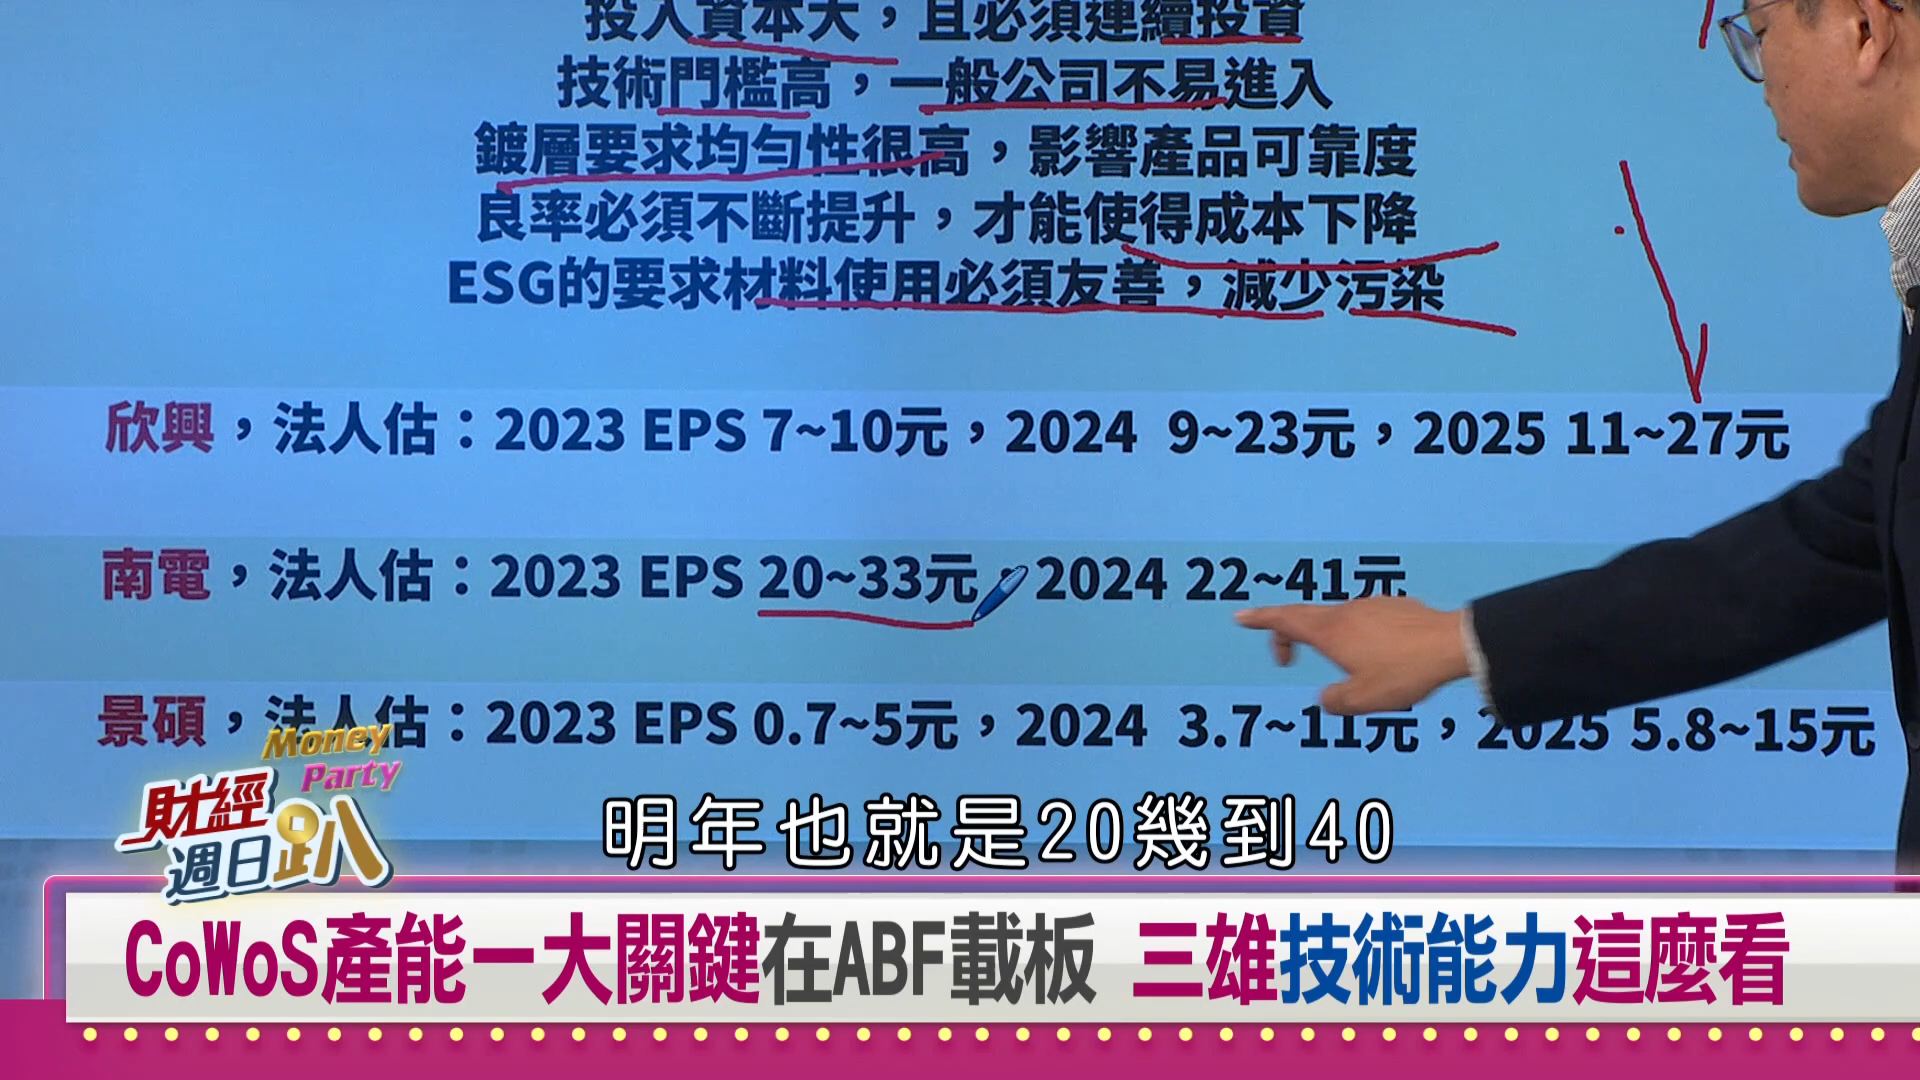 投入資本大，且必須連續投資
技術門檻高，一般公司不易進入
鍍層要求均勻性很高，影響產品可靠度
良率必須不斷提升，才能使得成本下降
ESG的要求材料使用必須友善，減少污染
欣興，法人估：2023 EPS 7~10元，2024 9~23元，2025 11~27元
南電，法人估：2023 EPS 20~33元，2024 22~41元
景碩，法人估：2023 EPS 0.7~5元，2024 3.7~11元，2025 5.8~15元
Money
Party
財經
週日趴
明年也就是20幾到40
CoWoS產能一大關鍵在ABF載板 三雄技術能力這麼看